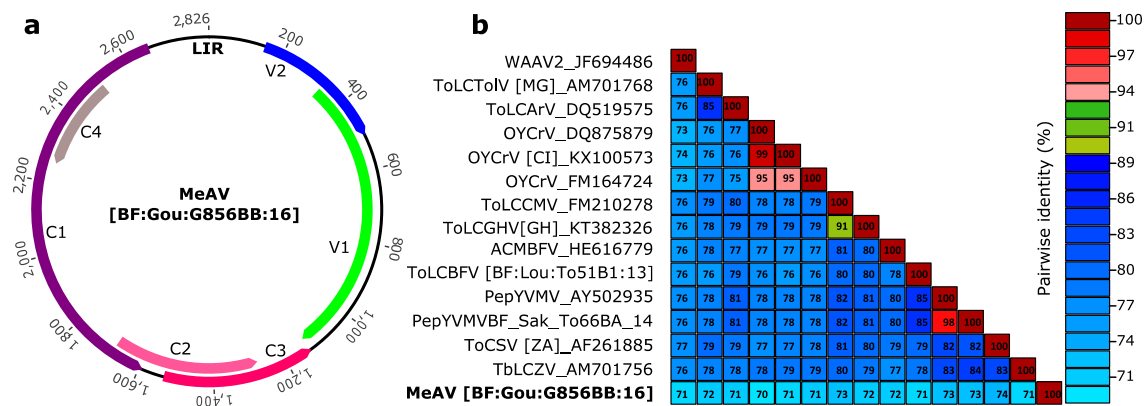 a
2,826
LIR
200
400
600
800
1,000
1,200
1,400
1,600
1,800
2,000
2,200
2,400
2,600
V2
V1
C3
C2
C1
C4
MeAV
[BF:Gou:G856BB:16]
b
WAAV2_JF694486 100
ToLCTolV [MG]_AM701768 76 100
ToLCArV_DQ519575 76 85 100
OYCrV_DQ875879 73 76 77 100
OYCrV [CI]_KX100573 74 76 76 99 100
OYCrV_FM164724 73 77 75 95 95 100
ToLCCMV_FM210278 76 79 80 78 78 79 100
ToLCGHV[GH]_KT382326 76 78 79 79 79 79 91 100
ACMBFV_HE616779 76 76 77 77 77 77 81 80 100
ToLCBFV [BF:Lou:To51B1:13] 76 78 79 76 76 76 80 80 78 100
PepYVMV_AY502935 76 78 81 78 78 78 82 81 80 85 100
PepYVMVBF_Sak_To66BA_14 76 78 81 78 78 78 82 81 80 85 98 100
ToCSV [ZA]_AF261885 77 79 79 77 77 78 82 81 77 79 82 82 100
TbLCZV_AM701756 76 78 78 78 79 79 78 78 76 78 83 84 83 100
MeAV [BF:Gou:G856BB:16] 71 72 71 70 71 71 73 72 72 71 73 73 74 71 100
Pairwise identity (%)
100
97
94
91
89
86
83
80
77
74
71